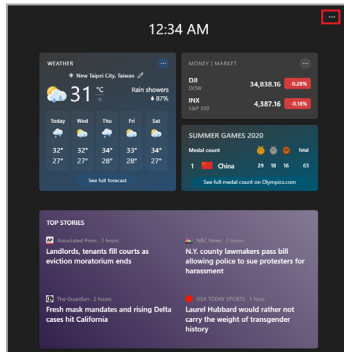 12:34 AM
WEATHER
New Taipei City, Taiwan
31 °C
°F
Rain showers
87%
Today Wed Thu Fri Sat
32° 32° 34° 33° 34°
27° 27° 28° 28° 27°
See full forecast
MONEY | MARKET
DJI 34,838.16 -0.28%
DOW
INX 4,387.16 -0.18%
S&P 500
SUMMER GAMES 2020
Medal count Total
1 China 29 18 16 63
See full medal count on Olympics.com
TOP STORIES
AP Associated Press · 2 hours
Landlords, tenants fill courts as
eviction moratorium ends
NBC News · 3 hours
N.Y. county lawmakers pass bill
allowing police to sue protesters for
harassment
The Guardian · 2 hours
Fresh mask mandates and rising Delta
cases hit California
USA TODAY SPORTS · 1 hour
Laurel Hubbard would rather not
carry the weight of transgender
history